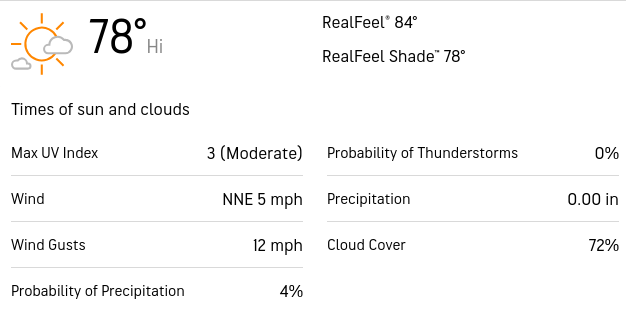 78° Hi
RealFeel® 84°
RealFeel Shade™ 78°
Times of sun and clouds
Max UV Index 3 (Moderate)
Wind NNE 5 mph
Wind Gusts 12 mph
Probability of Precipitation 4%
Probability of Thunderstorms 0%
Precipitation 0.00 in
Cloud Cover 72%